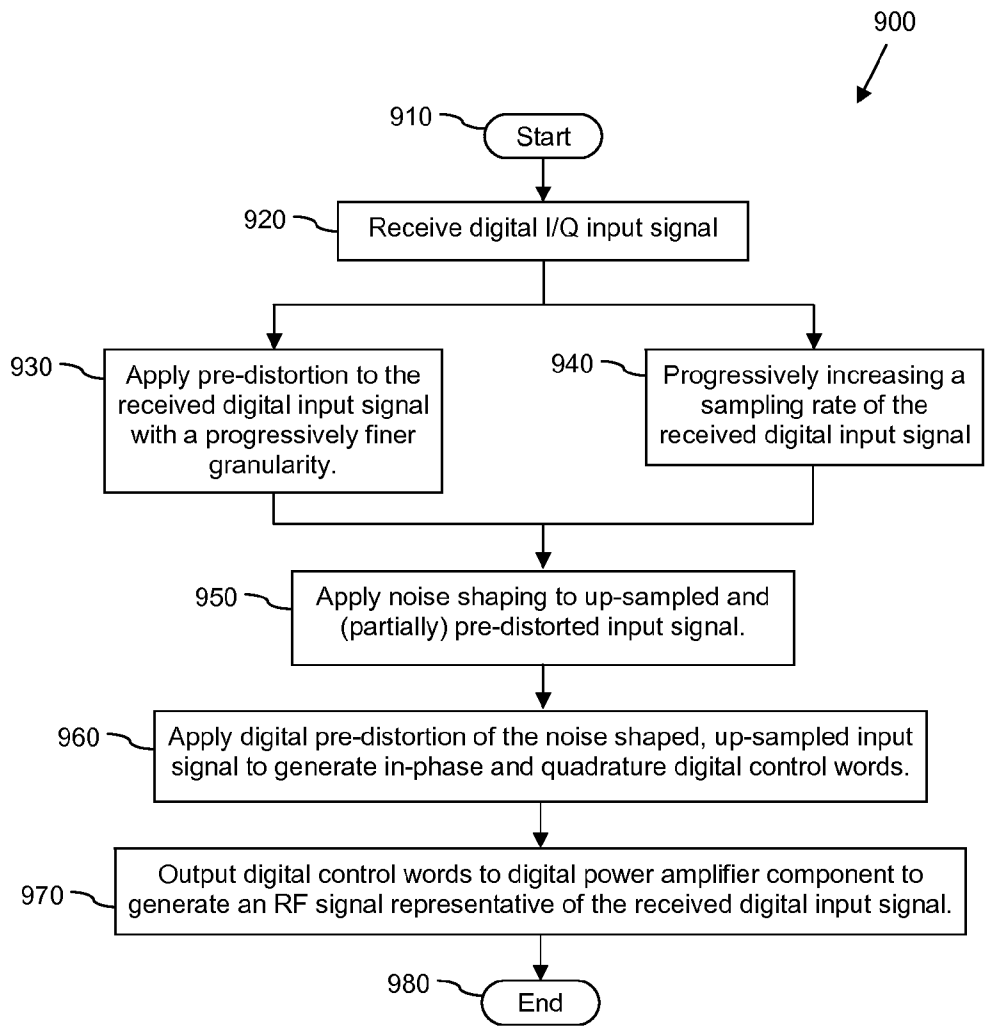 900
910
Start
920
Receive digital I/Q input signal
930
Apply pre-distortion to the
received digital input signal
with a progressively finer
granularity.
940
Progressively increasing a
sampling rate of the
received digital input signal
950
Apply noise shaping to up-sampled and
(partially) pre-distorted input signal.
960
Apply digital pre-distortion of the noise shaped, up-sampled input
signal to generate in-phase and quadrature digital control words.
970
Output digital control words to digital power amplifier component to
generate an RF signal representative of the received digital input signal.
980
End